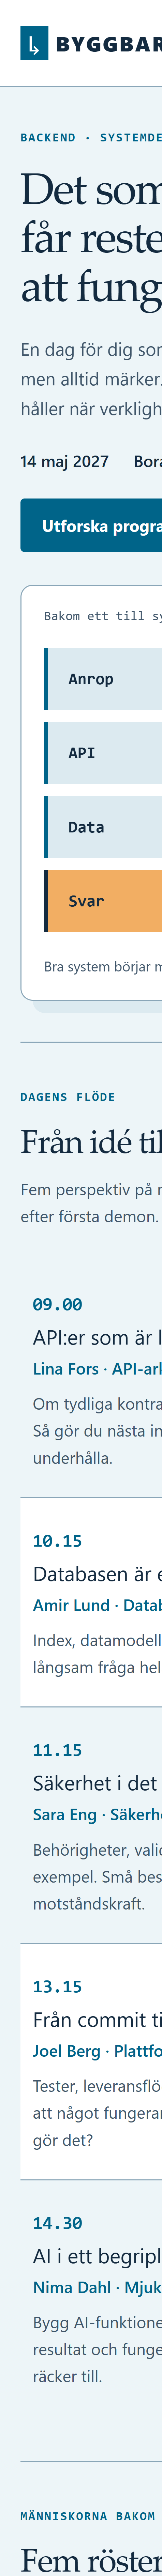 BYGGBAR
BACKEND · SYSTEMDE
Det som
får reste
att fung
En dag för dig som
men alltid märker.
håller när verkligh
14 maj 2027 Bora
Utforska progra
Bakom ett till sy
Anrop
API
Data
Svar
Bra system börjar m
DAGENS FLÖDE
Från idé til
Fem perspektiv på
efter första demon.
09.00
API:er som är l
Lina Fors · API-ark
Om tydliga kontra
Så gör du nästa in
underhålla.
10.15
Databasen är e
Amir Lund · Datab
Index, datamodell
långsam fråga hel
11.15
Säkerhet i det
Sara Eng · Säkerhe
Behörigheter, valid
exempel. Små bes
motståndskraft.
13.15
Från commit ti
Joel Berg · Plattfo
Tester, leveransflö
att något fungerar
gör det?
14.30
AI i ett begripl
Nima Dahl · Mjuk
Bygg AI-funktione
resultat och funge
räcker till.
MÄNNISKORNA BAKOM
Fem röster